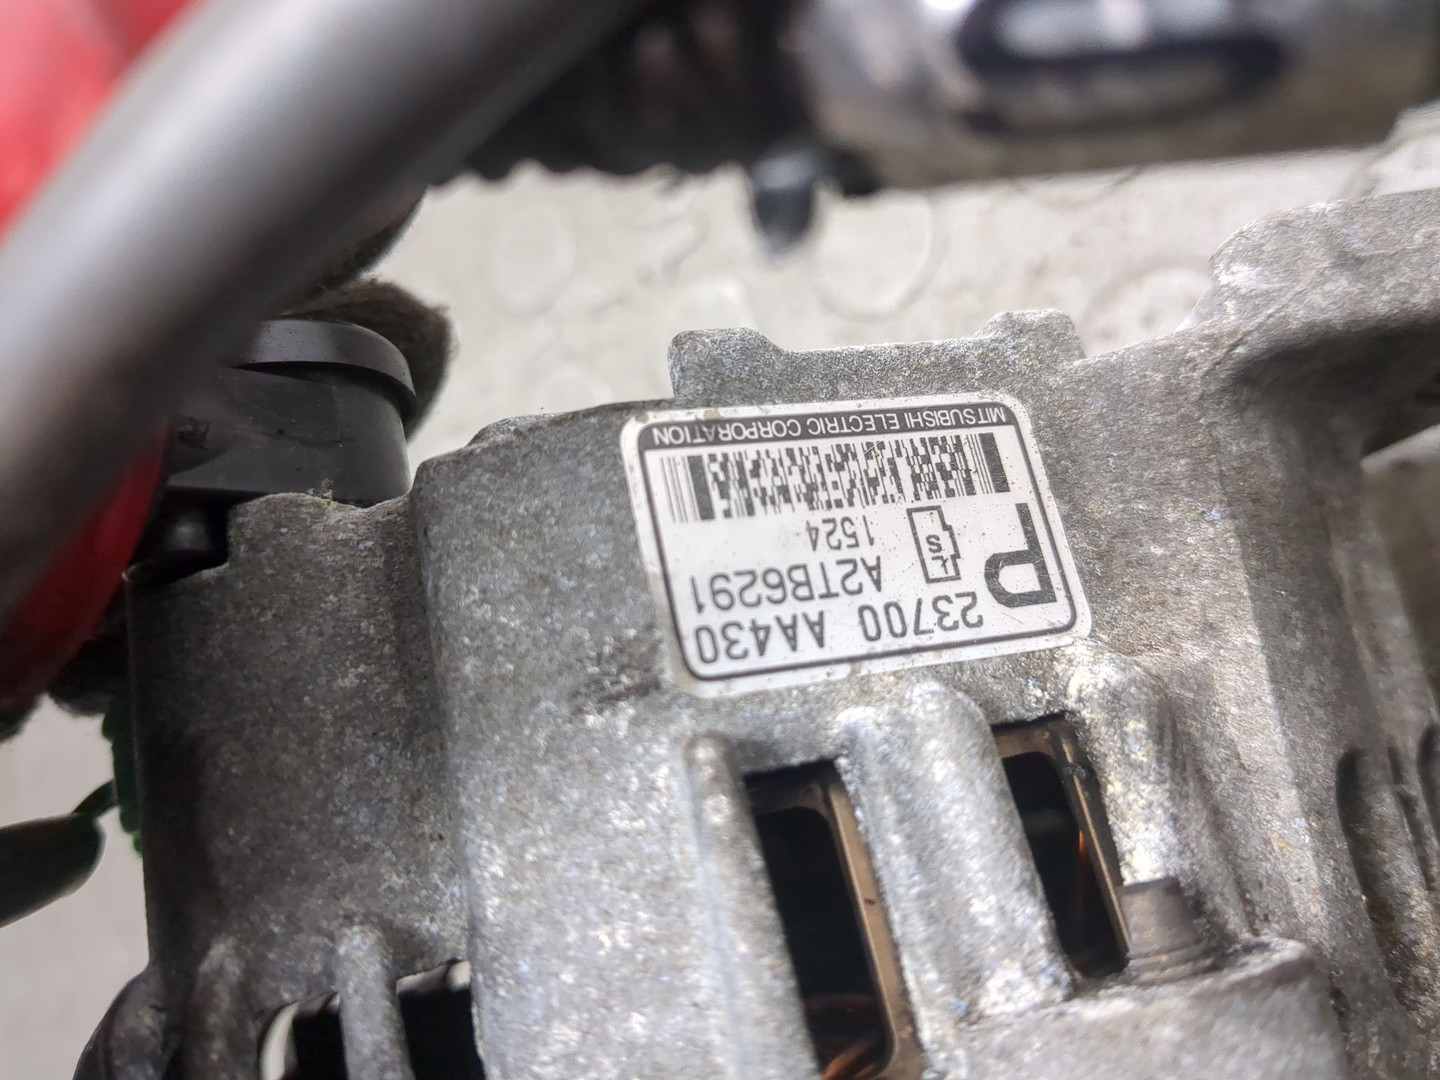 23700 AA430
P
A2TB6291
L S
1524
MITSUBISHI ELECTRIC CORPORATION